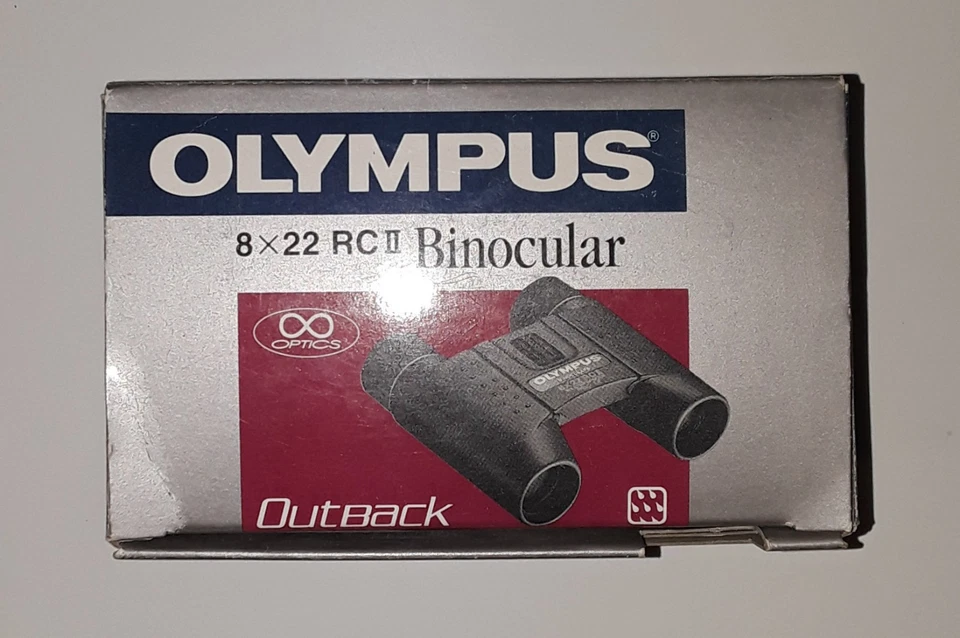 OLYMPUS®
8×22 RC II Binocular
∞
OPTICS
OLYMPUS
Outback